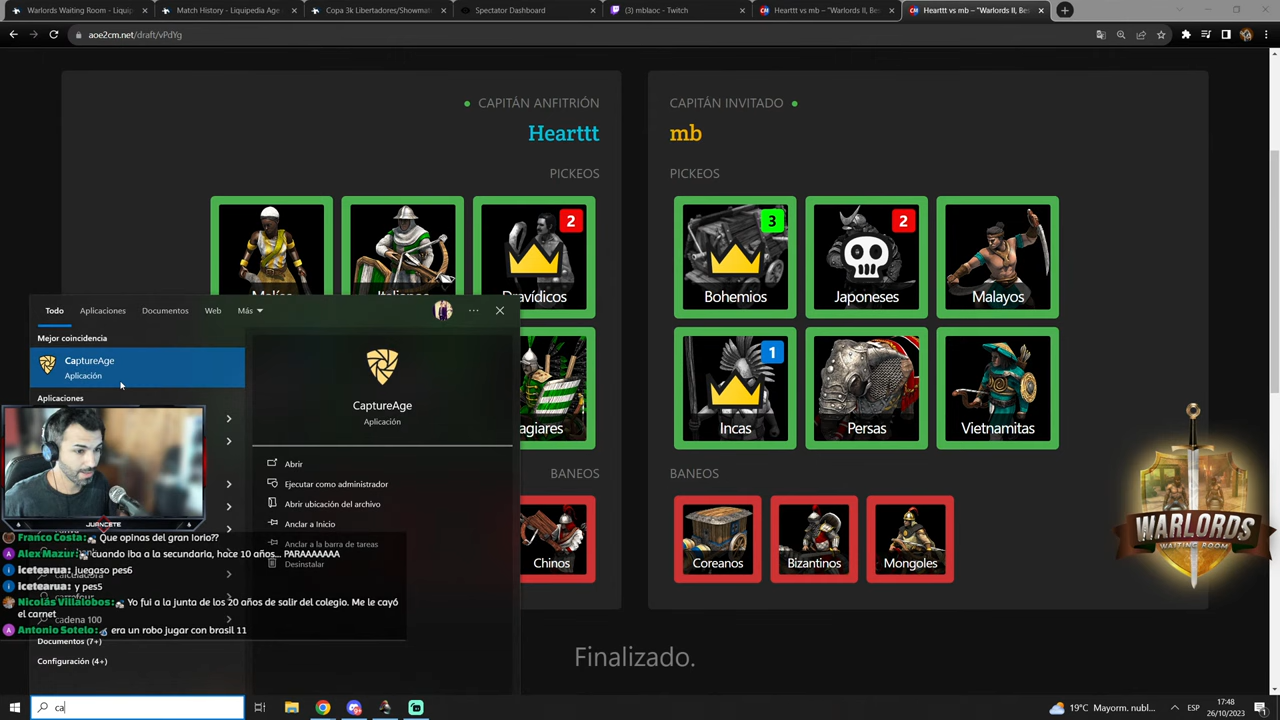 Warlords Waiting Room - Liquip
Match History - Liquipedia Age
Copa 3k Libertadores/Showmat
Spectator Dashboard
(3) mblaoc - Twitch
Hearttt vs mb – "Warlords II, Bes
Hearttt vs mb – "Warlords II, Bes
aoe2cm.net/draft/vPdYg
CAPITÁN ANFITRIÓN
Hearttt
PICKEOS
2
Dravídicos
BANEOS
Chinos
CAPITÁN INVITADO
mb
PICKEOS
3
Bohemios
2
Japoneses
Malayos
1
Incas
Persas
Vietnamitas
BANEOS
Coreanos
Bizantinos
Mongoles
Finalizado.
WARLORDS
WAITING ROOM
Todo
Aplicaciones
Documentos
Web
Más
Mejor coincidencia
CaptureAge
Aplicación
Aplicaciones
CaptureAge
Aplicación
Abrir
Ejecutar como administrador
Abrir ubicación del archivo
Anclar a Inicio
Anclar a la barra de tareas
Desinstalar
JUANCETE
Franco Costa: Que opinas del gran Iorio??
Alex Mazur: cuando iba a la secundaria, hace 10 años... PARAAAAAAA
icetearua: juegaso pes6
icetearua: y pes5
Nicolás Villalobos: Yo fui a la junta de los 20 años de salir del colegio. Me le cayó
el carnet
Antonio Sotelo: era un robo jugar con brasil 11
cadena 100
Documentos (7+)
Configuración (4+)
ca
19°C Mayorm. nubl...
ESP
17:48
26/10/2023